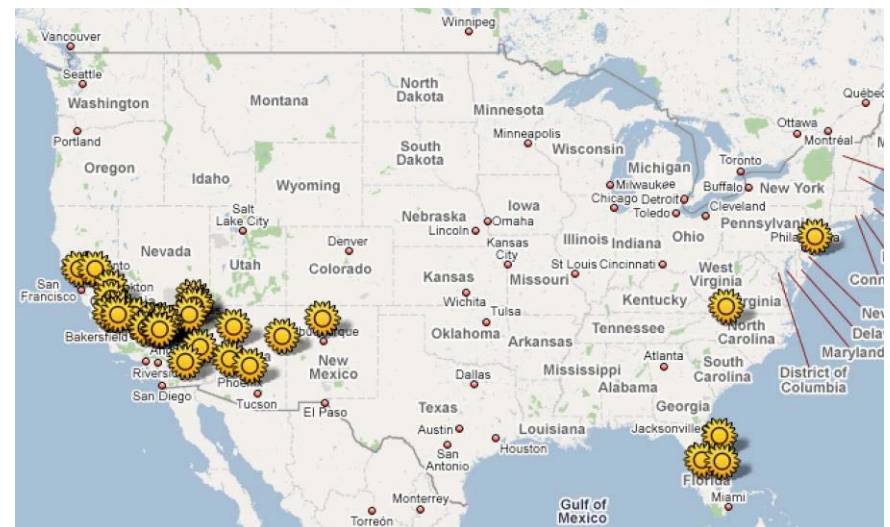 Winnipeg
Vancouver
Seattle
Washington
Montana
North
Dakota
Minnesota
Québec
Ottawa
Montréal
Portland
Minneapolis
Wisconsin
Oregon
Idaho
South
Dakota
Michigan
Toronto
Wyoming
Milwaukee
Buffalo
New York
Chicago
Detroit
Toledo
Cleveland
Salt
Lake City
Nebraska
Iowa
Omaha
Lincoln
Pennsylvan
Phila
Nevada
Utah
Denver
Colorado
Kansas
City
Illinois
Indiana
Ohio
San
Francisco
Kansas
Missouri
St Louis
Cincinnati
West
Virginia
Conn
Wichita
Kentucky
New
Bakersfield
Tulsa
Tennessee
North
Carolina
Dela
Oklahoma
Arkansas
Maryland
Riversi
New
Mexico
Atlanta
South
Carolina
District of
Columbia
San Diego
Phoe
Tucson
El Paso
Dallas
Mississippi
Alabama
Georgia
Texas
Austin
Louisiana
Jacksonville
San
Antonio
Houston
Florida
Miami
Monterrey
Torreón
Gulf of
Mexico